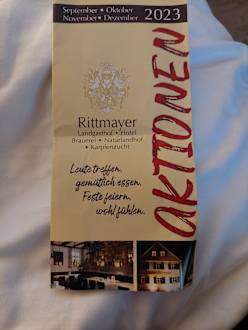 September • Oktober
November • Dezember
2023
AKTIONEN
Rittmayer
Landgasthof • Hotel
Brauerei • Naturlandhof
• Karpfenzucht
Leute treffen,
gemütlich essen,
Feste feiern,
wohl fühlen.